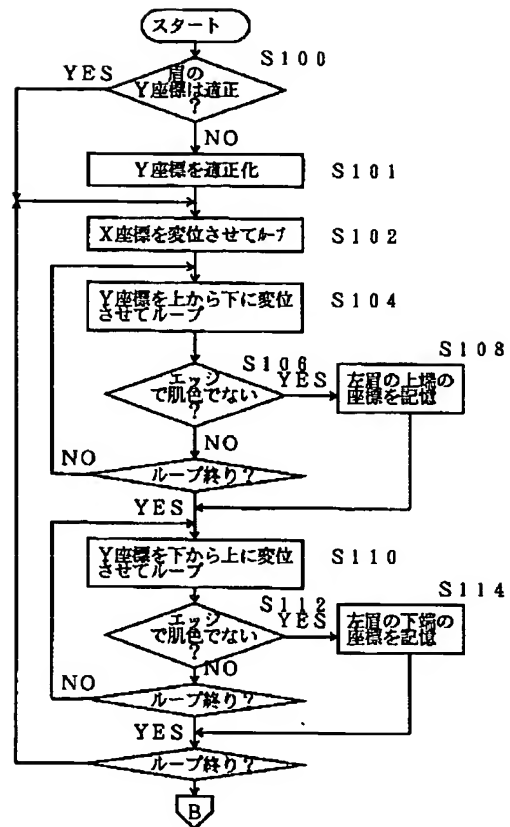 スタート
S100
YES
眉の
Y座標は適正
?
NO
Y座標を適正化
S101
X座標を変位させてループ
S102
Y座標を上から下に変位
させてループ
S104
S106
エッジ
で肌色でない
?
YES
S108
左眉の上端の
座標を記憶
NO
NO
ループ終り?
YES
Y座標を下から上に変位
させてループ
S110
S112
エッジ
で肌色でない
?
YES
S114
左眉の下端の
座標を記憶
NO
NO
ループ終り?
YES
ループ終り?
B